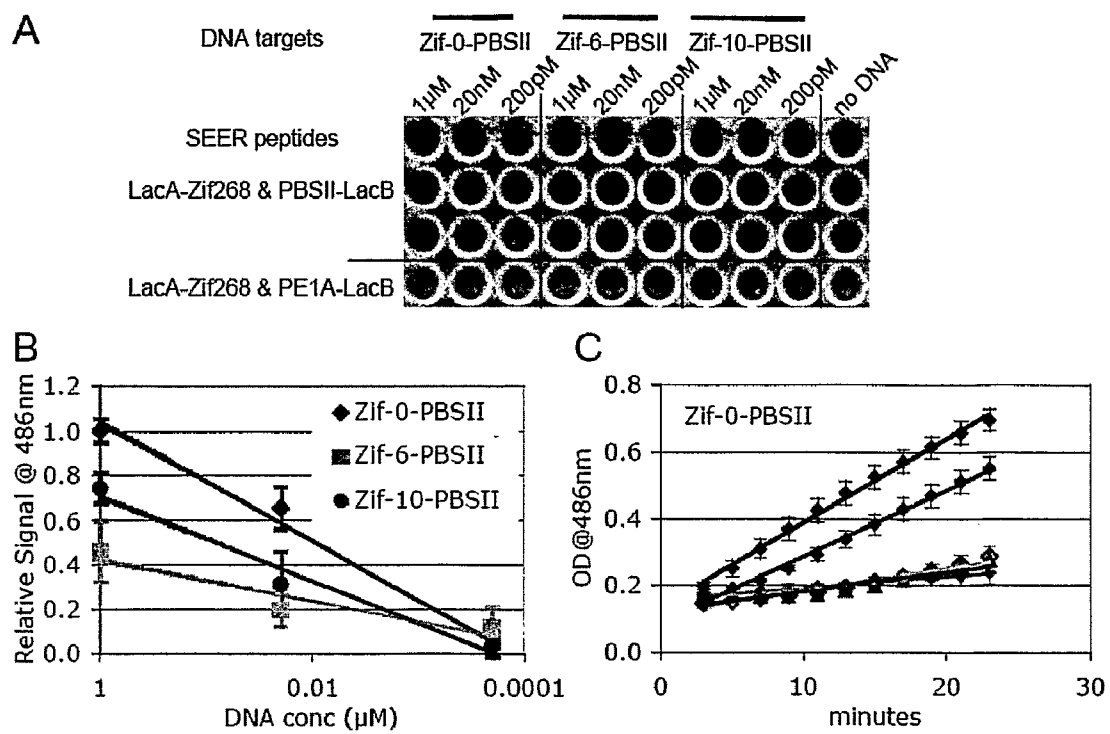 A
DNA targets
Zif-0-PBSII Zif-6-PBSII Zif-10-PBSII
1µM 20nM 200pM 1µM 20nM 200pM 1µM 20nM 200pM no DNA
SEER peptides
LacA-Zif268 & PBSII-LacB
LacA-Zif268 & PE1A-LacB
B
Relative Signal @ 486nm
1.2
1.0
0.8
0.6
0.4
0.2
0.0
Zif-0-PBSII
Zif-6-PBSII
Zif-10-PBSII
1 0.01 0.0001
DNA conc (µM)
C
OD@486nm
0.8
0.6
0.4
0.2
0.0
Zif-0-PBSII
0 10 20 30
minutes